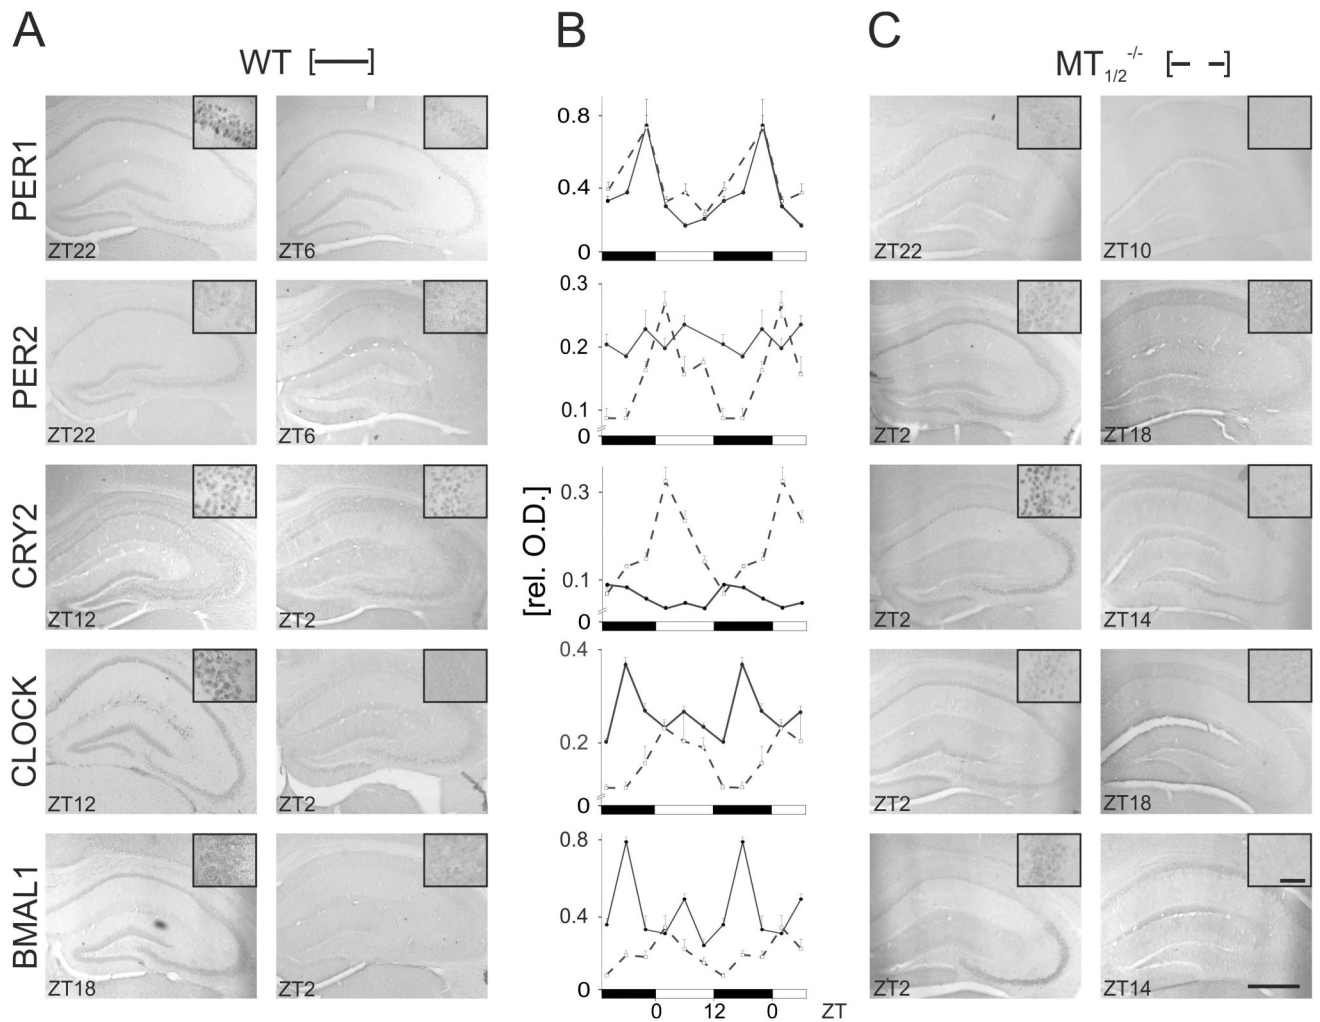 A
B
C
WT [—]
MT1/2 -/- [– –]
PER1
ZT22
ZT6
0.8
0.4
0
ZT22
ZT10
PER2
ZT22
ZT6
0.3
0.2
0.1
0
ZT2
ZT18
CRY2
ZT12
ZT2
[rel. O.D.]
0.3
0.1
0
ZT2
ZT14
CLOCK
ZT12
ZT2
0.4
0.2
0
ZT2
ZT18
BMAL1
ZT18
ZT2
0.8
0.4
0
ZT2
ZT14
0 12 0 ZT